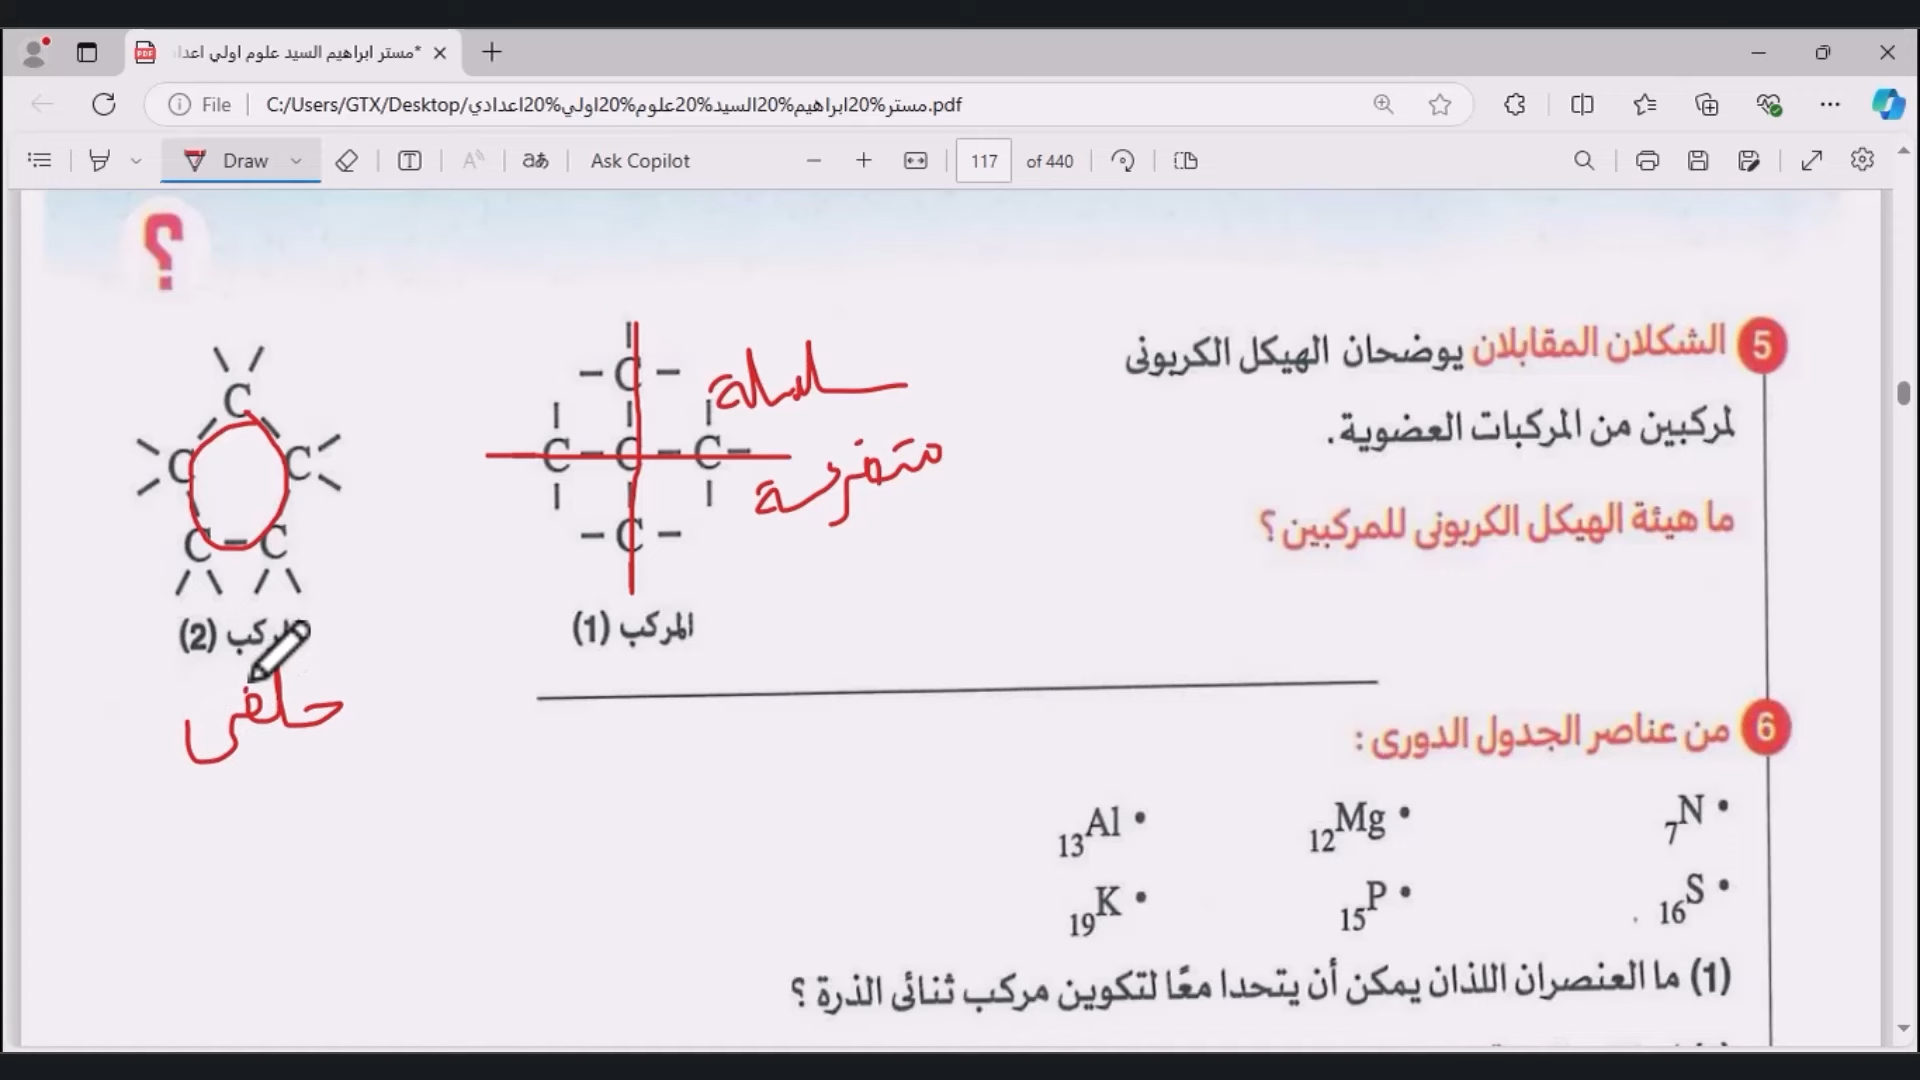 *مستر ابراهيم السيد علوم اولي اعدا
File
C:/Users/GTX/Desktop/مستر%20ابراهيم%20السيد%20علوم%20اولي%20اعدادي.pdf
Draw
Ask Copilot
117 of 440
؟
5 الشكلان المقابلان يوضحان الهيكل الكربونى
لمركبين من المركبات العضوية.
ما هيئة الهيكل الكربونى للمركبين ؟
C
C C C
C
سلسلة
متفرعة
المركب (1)
C
C C
C C
(2)
حلقى
6 من عناصر الجدول الدورى :
• ₇N • ₁₂Mg • ₁₃Al
• ₁₆S • ₁₅P • ₁₉K
(1) ما العنصران اللذان يمكن أن يتحدا معًا لتكوين مركب ثنائى الذرة ؟